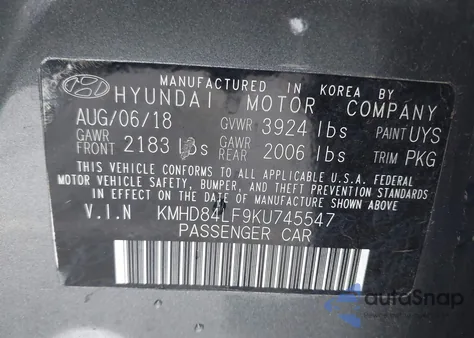 MANUFACTURED IN KOREA BY
HYUNDAI MOTOR COMPANY
AUG/06/18 GVWR 3924 lbs PAINT UYS
GAWR FRONT 2183 lbs GAWR REAR 2006 lbs TRIM PKG
THIS VEHICLE CONFORMS TO ALL APPLICABLE U.S.A. FEDERAL
MOTOR VEHICLE SAFETY, BUMPER, AND THEFT PREVENTION STANDARDS
IN EFFECT ON THE DATE OF MANUFACTURE SHOWN ABOVE.
V.I.N KMHD84LF9KU745547
PASSENGER CAR
autoSnap